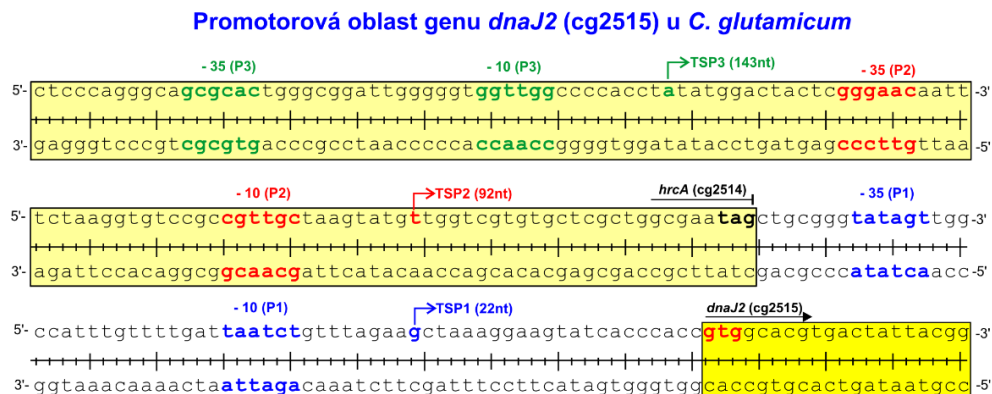 Promotorová oblast genu dnaJ2 (cg2515) u C. glutamicum
- 35 (P3) - 10 (P3) TSP3 (143nt) - 35 (P2)
5'- ctcccagggcagcgcactgggcggattgggggtggttggccccacctatatggactactcgggaacaatt -3'
3'- gagggtcccgtcgcgtgacccgcctaacccccaccaaccggggtggatatacctgatgagcccttgttaa -5'
- 10 (P2) TSP2 (92nt) hrcA (cg2514) - 35 (P1)
5'- tctaaggtgtccgccgttgctaagtatgttggtcgtgtgctcgctggcgaatagctgcgggtatagttgg -3'
3'- agattccacaggcggcaacgattcatacaaccagcacacgagcgaccgcttatcgacgcccatatcaacc -5'
- 10 (P1) TSP1 (22nt) dnaJ2 (cg2515)
5'- ccatttgttttgattaatctgtttagaagctaaaggaagtatcacccaccgtggcacgtgactattacgg -3'
3'- ggtaaacaaaactaattagacaaatcttcgatttccttcatagtgggtggcaccgtgcactgataatgcc -5'